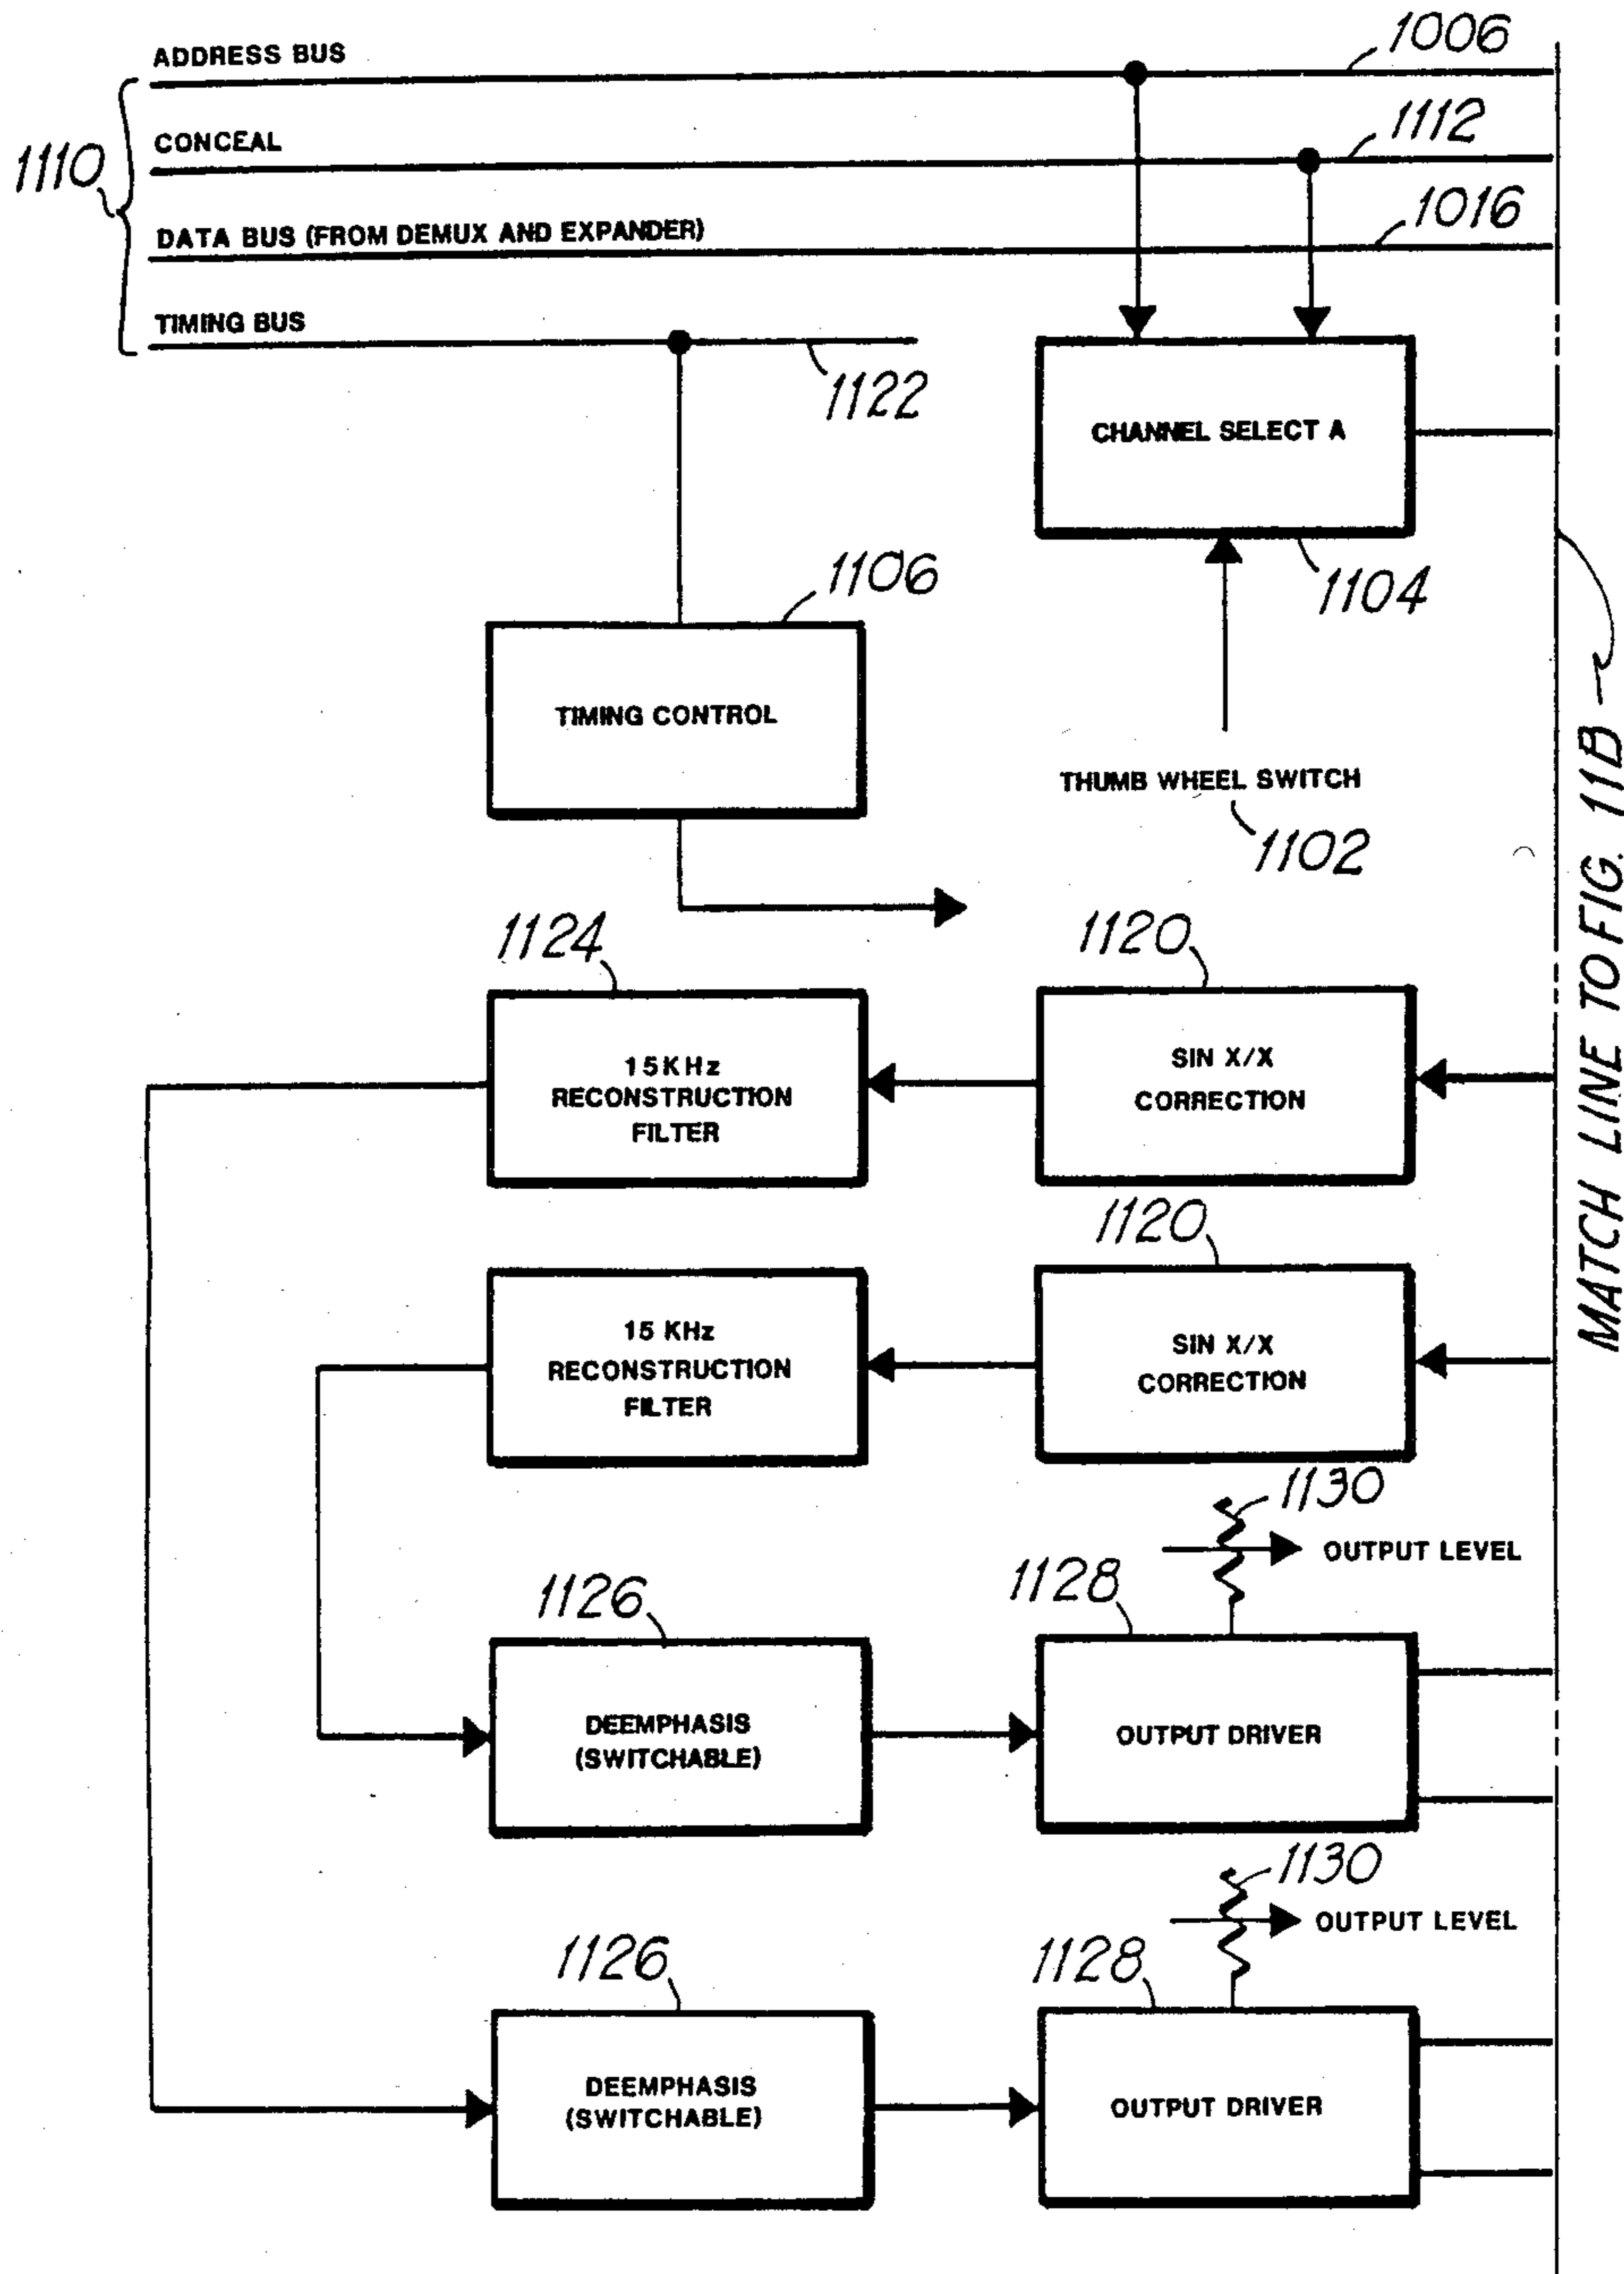 1006
ADDRESS BUS
1112
CONCEAL
1110
1016
DATA BUS (FROM DEMUX AND EXPANDER)
TIMING BUS
1122
CHANNEL SELECT A
1104
1106
TIMING CONTROL
THUMB WHEEL SWITCH
1102
MATCH LINE TO FIG. 11B
1124
1120
15KHz
RECONSTRUCTION
FILTER
SIN X/X
CORRECTION
1120
15 KHz
RECONSTRUCTION
FILTER
SIN X/X
CORRECTION
1130
OUTPUT LEVEL
1126
1128
DEEMPHASIS
(SWITCHABLE)
OUTPUT DRIVER
1130
OUTPUT LEVEL
1126
1128
DEEMPHASIS
(SWITCHABLE)
OUTPUT DRIVER